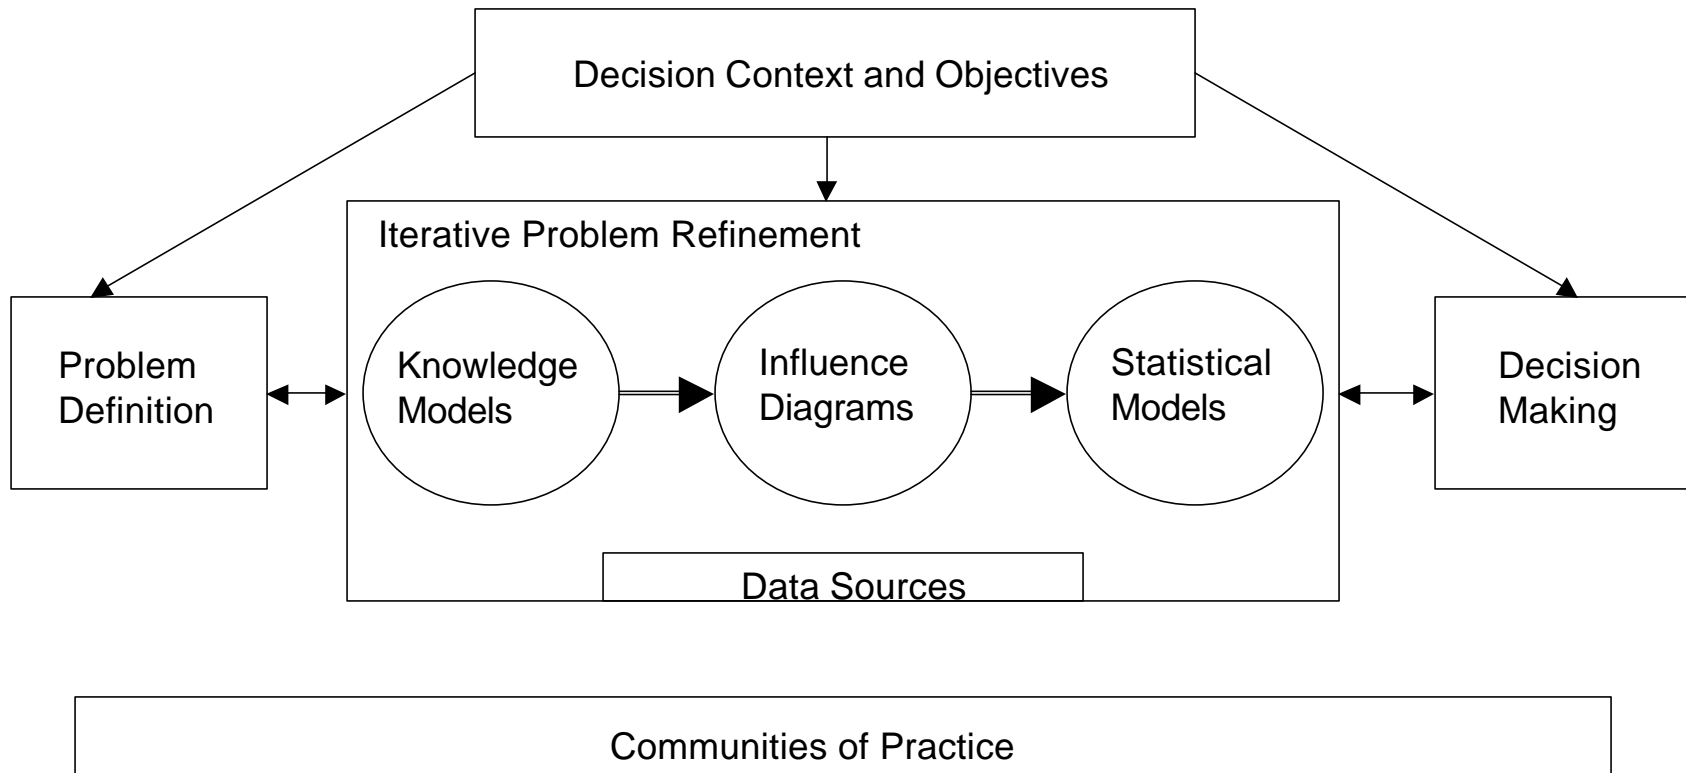 Decision Context and Objectives
Iterative Problem Refinement
Problem
Definition
Knowledge
Models
Influence
Diagrams
Statistical
Models
Decision
Making
Data Sources
Communities of Practice